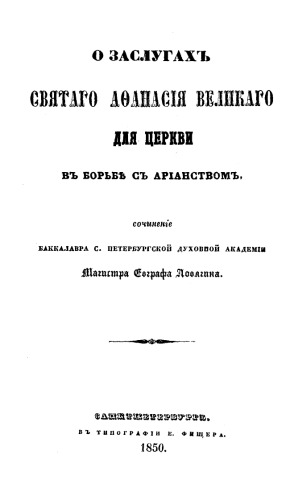 О ЗАСЛУГАХЪ
СВЯТАГО АѲАНАСІЯ ВЕЛИКАГО
ДЛЯ ЦЕРКВИ
ВЪ БОРЬБѢ СЪ АРІАНСТВОМЪ.
СОЧИНЕНІЕ
БАККАЛАВРА С. ПЕТЕРБУРГСКОЙ ДУХОВНОЙ АКАДЕМІИ
Магистра Евграфа Ловягина.
САНКТПЕТЕРБУРГЪ.
ВЪ ТИПОГРАФІИ Е. ФИШЕРА.
1850.